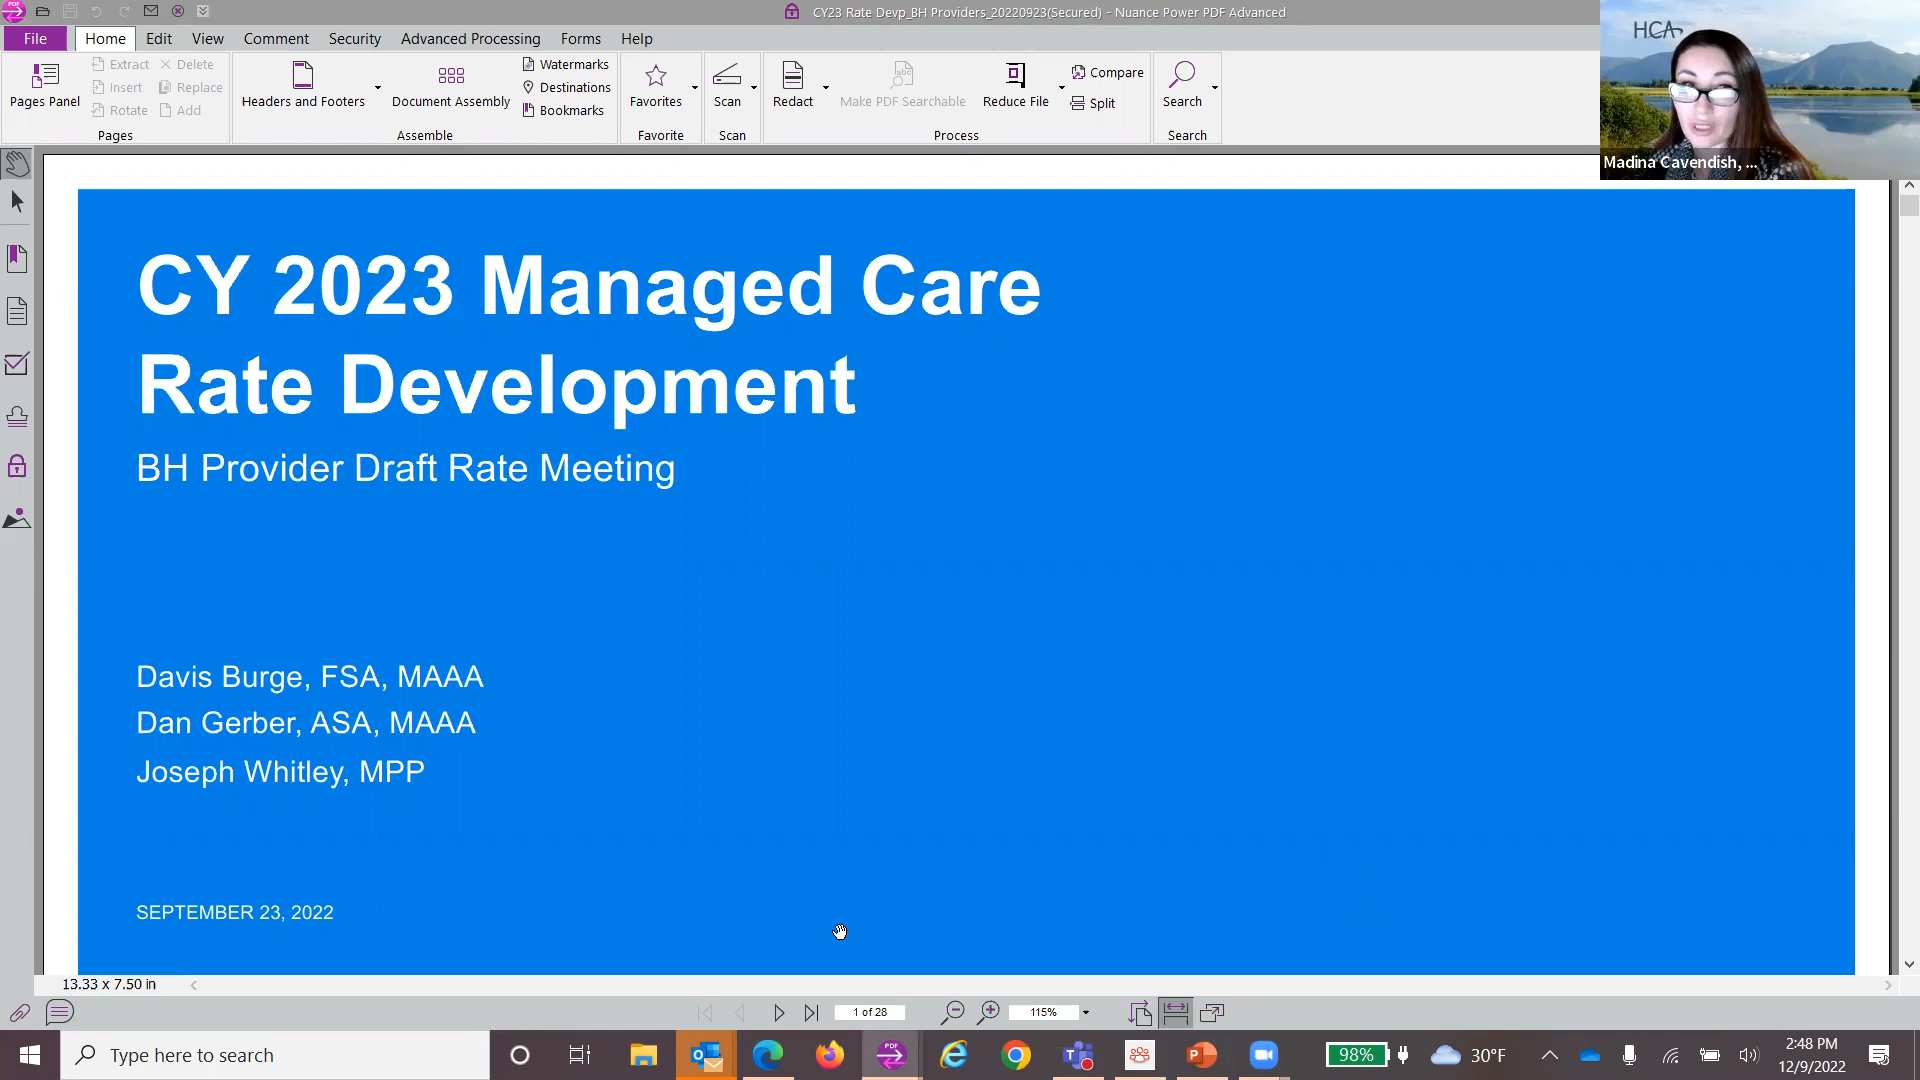 CY23 Rate Devp_BH Providers_20220923(Secured) - Nuance Power PDF Advanced
File Home Edit View Comment Security Advanced Processing Forms Help
Pages Panel
Extract Delete
Insert Replace
Rotate Add
Pages
Headers and Footers
Document Assembly
Watermarks
Destinations
Bookmarks
Assemble
Favorites
Favorite
Scan
Scan
Redact
Make PDF Searchable
Reduce File
Compare
Split
Process
Search
Search
HCA
Madina Cavendish, ...
CY 2023 Managed Care
Rate Development
BH Provider Draft Rate Meeting
Davis Burge, FSA, MAAA
Dan Gerber, ASA, MAAA
Joseph Whitley, MPP
SEPTEMBER 23, 2022
13.33 x 7.50 in
1 of 28
115%
Type here to search
98%
30°F
2:48 PM
12/9/2022